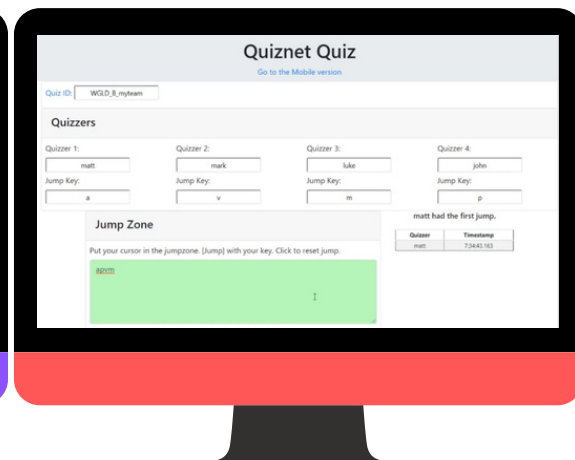 Quiznet Quiz
Go to the Mobile version
Quiz ID: WGLD_B_myteam
Quizzers
Quizzer 1: Quizzer 2: Quizzer 3: Quizzer 4:
matt mark luke john
Jump Key: Jump Key: Jump Key: Jump Key:
a v m p
Jump Zone
Put your cursor in the jumpzone. [Jump] with your key. Click to reset jump.
apvm
matt had the first jump.
Quizzer Timestamp
matt 7:34:43.163